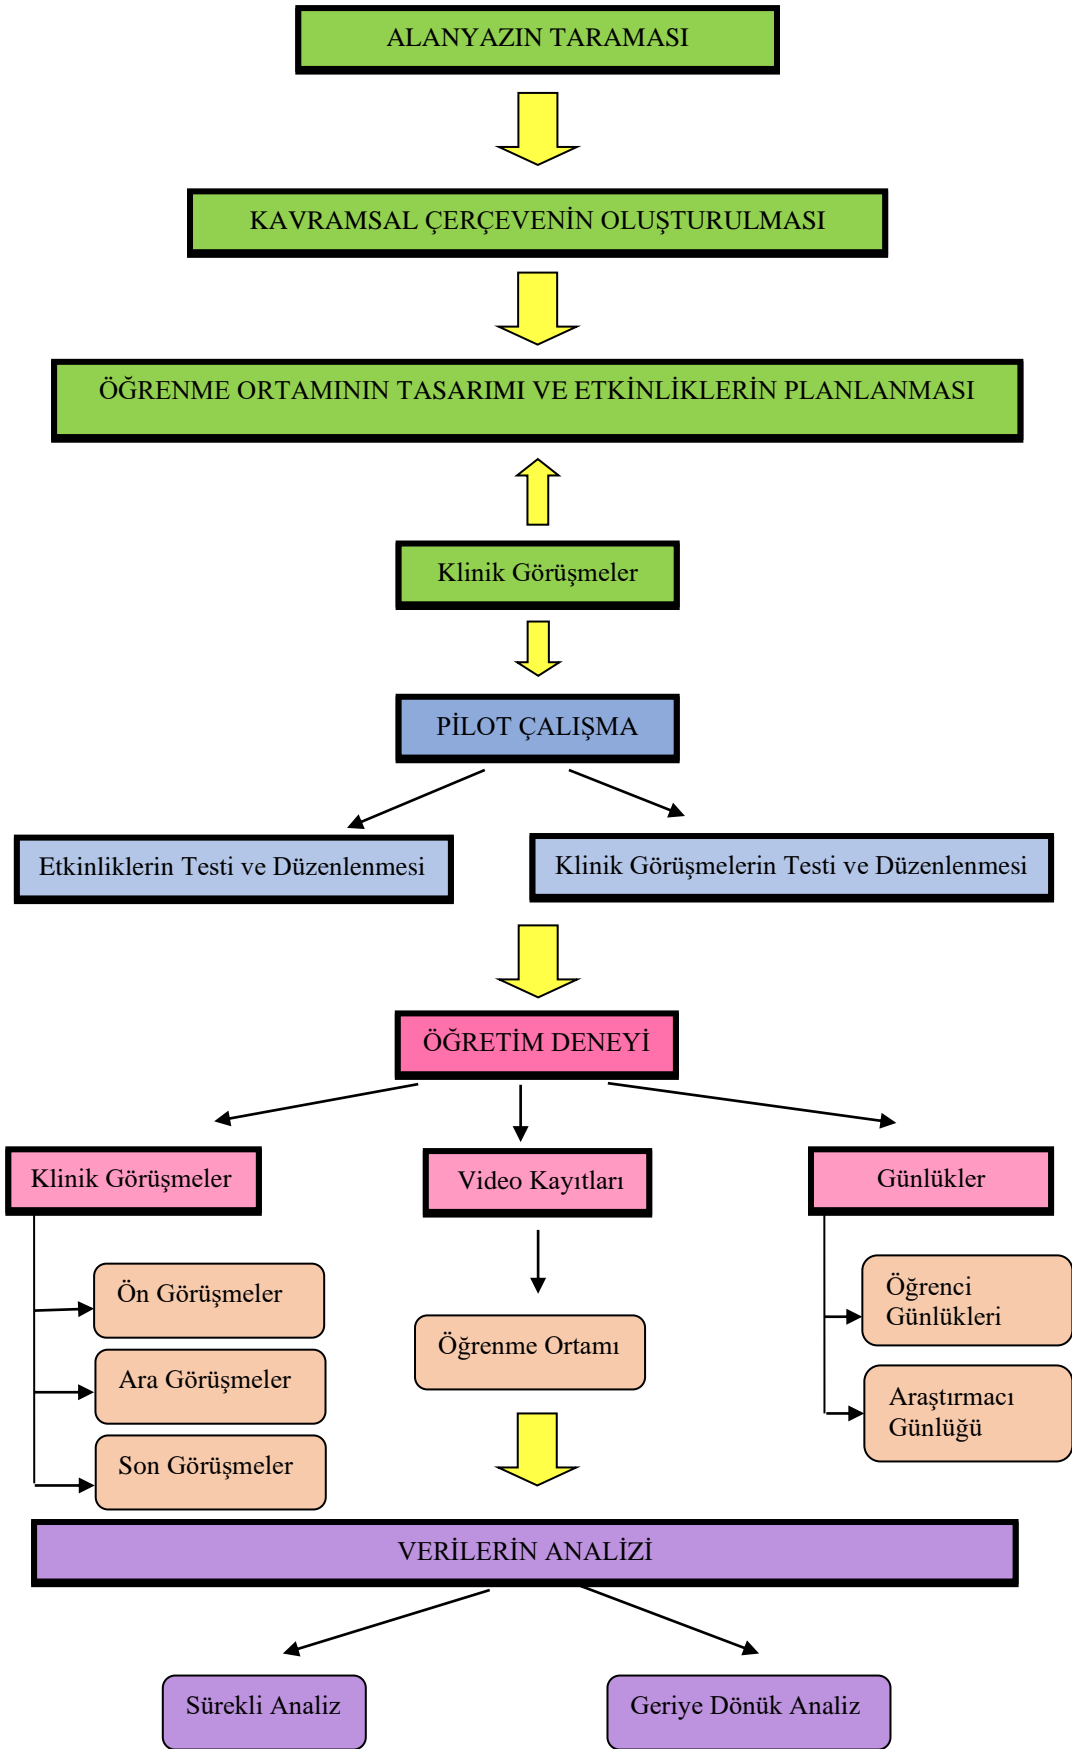 ALANYAZIN TARAMASI
KAVRAMSAL ÇERÇEVENİN OLUŞTURULMASI
ÖĞRENME ORTAMININ TASARIMI VE ETKİNLİKLERİN PLANLANMASI
Klinik Görüşmeler
PİLOT ÇALIŞMA
Etkinliklerin Testi ve Düzenlenmesi
Klinik Görüşmelerin Testi ve Düzenlenmesi
ÖĞRETİM DENEYİ
Klinik Görüşmeler
Video Kayıtları
Günlükler
Ön Görüşmeler
Ara Görüşmeler
Son Görüşmeler
Öğrenme Ortamı
Öğrenci
Günlükleri
Araştırmacı
Günlüğü
VERİLERİN ANALİZİ
Sürekli Analiz
Geriye Dönük Analiz